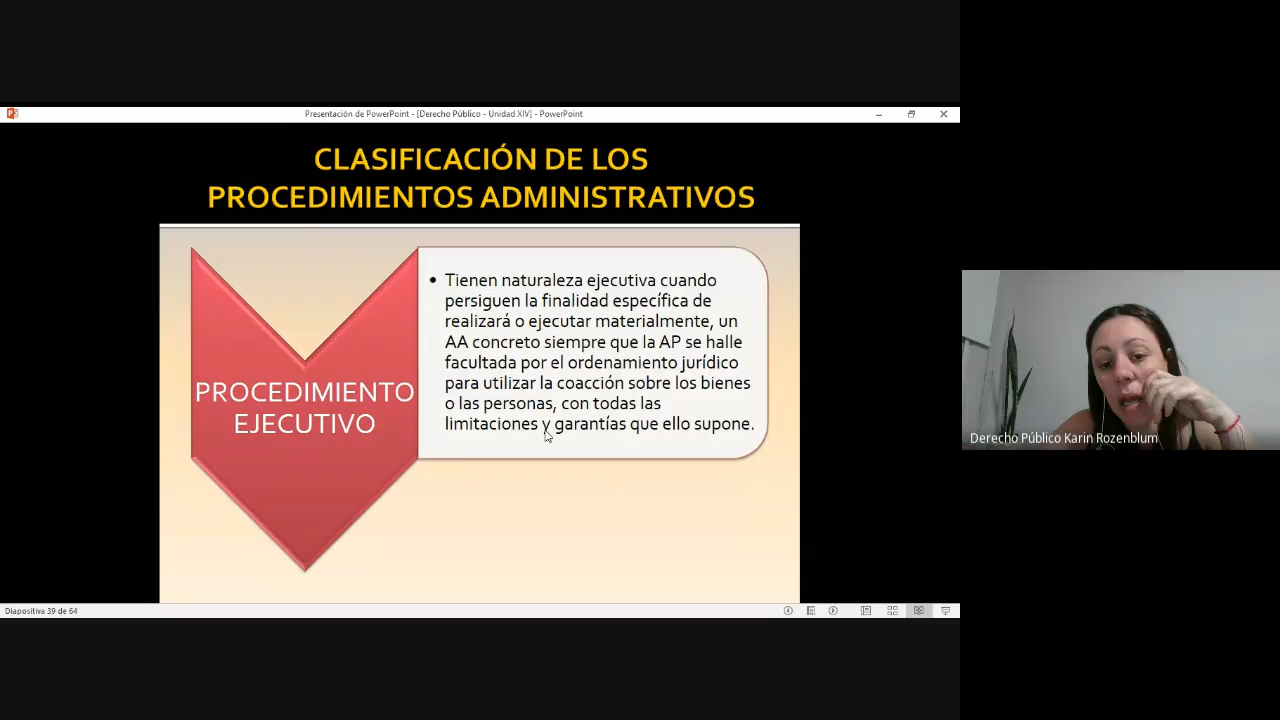 Presentación de PowerPoint - [Derecho Público - Unidad XIV] - PowerPoint
CLASIFICACIÓN DE LOS
PROCEDIMIENTOS ADMINISTRATIVOS
PROCEDIMIENTO
EJECUTIVO
• Tienen naturaleza ejecutiva cuando
persiguen la finalidad específica de
realizará o ejecutar materialmente, un
AA concreto siempre que la AP se halle
facultada por el ordenamiento jurídico
para utilizar la coacción sobre los bienes
o las personas, con todas las
limitaciones y garantías que ello supone.
Derecho Público Karin Rozenblum
Diapositiva 39 de 64